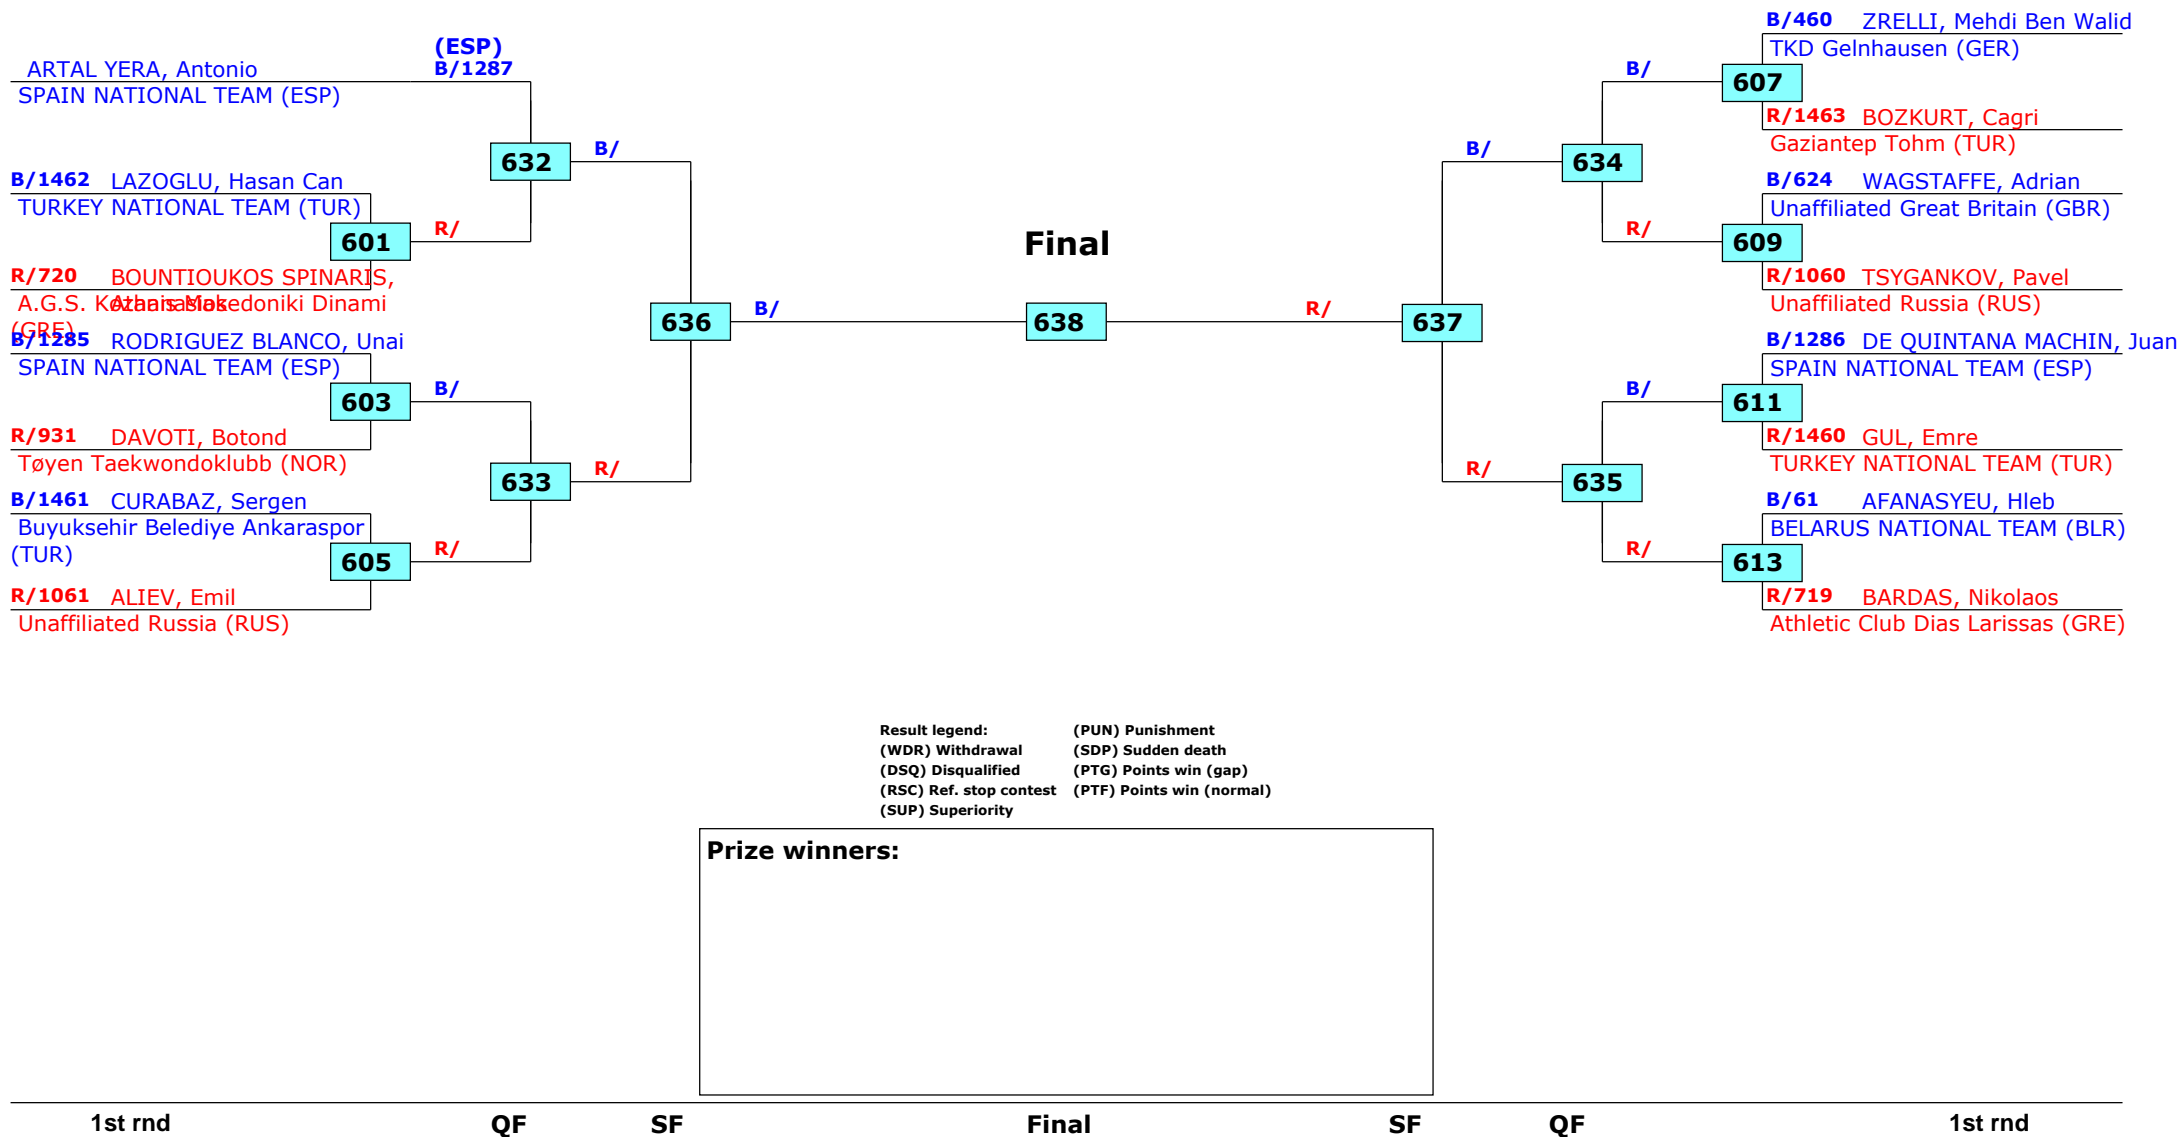 (ESP)
ARTAL YERA, Antonio B/1287
SPAIN NATIONAL TEAM (ESP)
632
B/
B/1462 LAZOGLU, Hasan Can
TURKEY NATIONAL TEAM (TUR)
601
R/
R/720 BOUNTIOUKOS SPINARIS,
Athanasios
A.G.S. Kozhanis Makedoniki Dinami
(GRE)
636
B/
B/1285 RODRIGUEZ BLANCO, Unai
SPAIN NATIONAL TEAM (ESP)
603
B/
R/931 DAVOTI, Botond
Tøyen Taekwondoklubb (NOR)
633
R/
B/1461 CURABAZ, Sergen
Buyuksehir Belediye Ankaraspor
(TUR)
605
R/
R/1061 ALIEV, Emil
Unaffiliated Russia (RUS)
Final
638
B/460 ZRELLI, Mehdi Ben Walid
TKD Gelnhausen (GER)
B/
607
R/1463 BOZKURT, Cagri
Gaziantep Tohm (TUR)
B/
634
B/624 WAGSTAFFE, Adrian
Unaffiliated Great Britain (GBR)
R/
609
R/1060 TSYGANKOV, Pavel
Unaffiliated Russia (RUS)
R/
637
B/1286 DE QUINTANA MACHIN, Juan
SPAIN NATIONAL TEAM (ESP)
B/
611
R/1460 GUL, Emre
TURKEY NATIONAL TEAM (TUR)
R/
635
B/61 AFANASYEU, Hleb
BELARUS NATIONAL TEAM (BLR)
R/
613
R/719 BARDAS, Nikolaos
Athletic Club Dias Larissas (GRE)
Result legend: (PUN) Punishment
(WDR) Withdrawal (SDP) Sudden death
(DSQ) Disqualified (PTG) Points win (gap)
(RSC) Ref. stop contest (PTF) Points win (normal)
(SUP) Superiority
Prize winners:
1st rnd QF SF Final SF QF 1st rnd